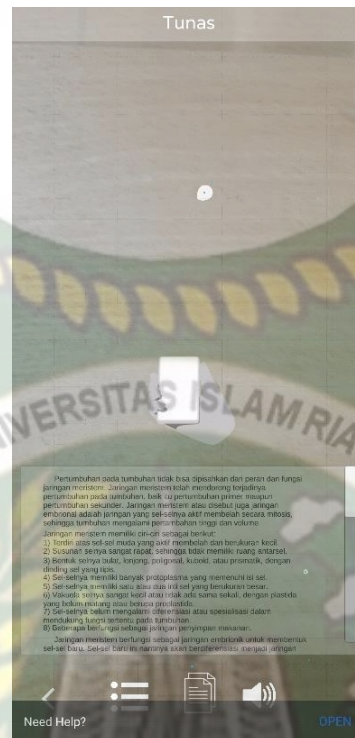 Tunas
UNIVERSITAS ISLAM RIA
Pertumbuhan pada tumbuhan tidak bisa dipisahkan dari peran dan fungsi
jaringan meristem. Jaringan meristem telah mendorong terjadinya
pertumbuhan pada tumbuhan, baik itu pertumbuhan primer maupun
pertumbuhan sekunder. Jaringan meristem atau disebut juga jaringan
embrional adalah jaringan yang sel-selnya aktif membelah secara mitosis,
sehingga tumbuhan mengalami pertambahan tinggi dan volume.
Jaringan meristem memiliki ciri-ciri sebagai berikut:
1) Terdiri atas sel-sel muda yang aktif membelah dan berukuran kecil.
2) Susunan selnya sangat rapat, sehingga tidak memiliki ruang antarsel.
3) Bentuk selnya bulat, lonjong, poligonal, kuboid, atau prismatik, dengan
dinding sel yang tipis.
4) Sel-selnya memiliki banyak protoplasma yang memenuhi isi sel.
5) Sel-selnya memiliki satu atau dua inti sel yang berukuran besar.
6) Vakuola selnya sangat kecil atau tidak ada sama sekali, dengan plastida
yang belum matang atau berupa proplastida.
7) Sel-selnya belum mengalami diferensiasi atau spesialisasi dalam
mendukung fungsi tertentu pada tumbuhan.
8) Beberapa berfungsi sebagai jaringan penyimpan makanan.
Jaringan meristem berfungsi sebagai jaringan embrionik untuk membentuk
sel-sel baru. Sel-sel baru ini nantinya akan berdiferensiasi menjadi jaringan
Need Help?
OPEN